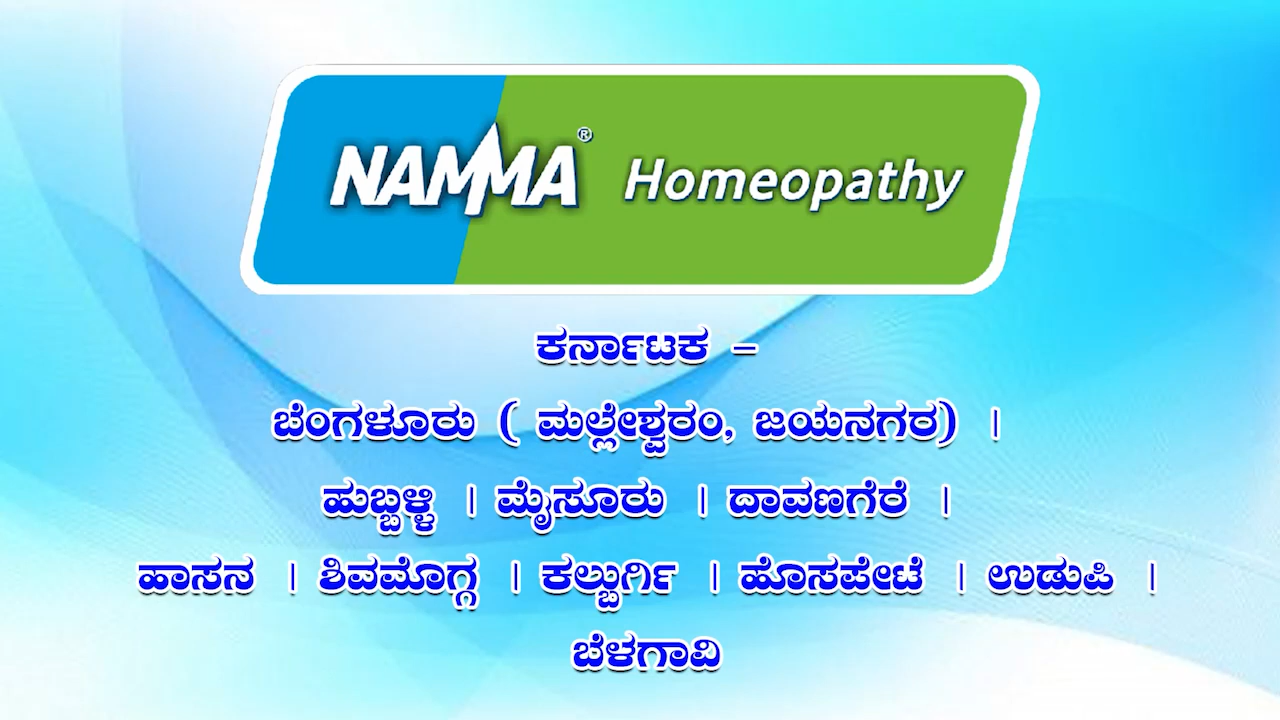 NAMMA® Homeopathy
ಕರ್ನಾಟಕ –
ಬೆಂಗಳೂರು ( ಮಲ್ಲೇಶ್ವರಂ, ಜಯನಗರ) |
ಹುಬ್ಬಳ್ಳಿ | ಮೈಸೂರು | ದಾವಣಗೆರೆ |
ಹಾಸನ | ಶಿವಮೊಗ್ಗ | ಕಲ್ಬುರ್ಗಿ | ಹೊಸಪೇಟೆ | ಉಡುಪಿ |
ಬೆಳಗಾವಿ